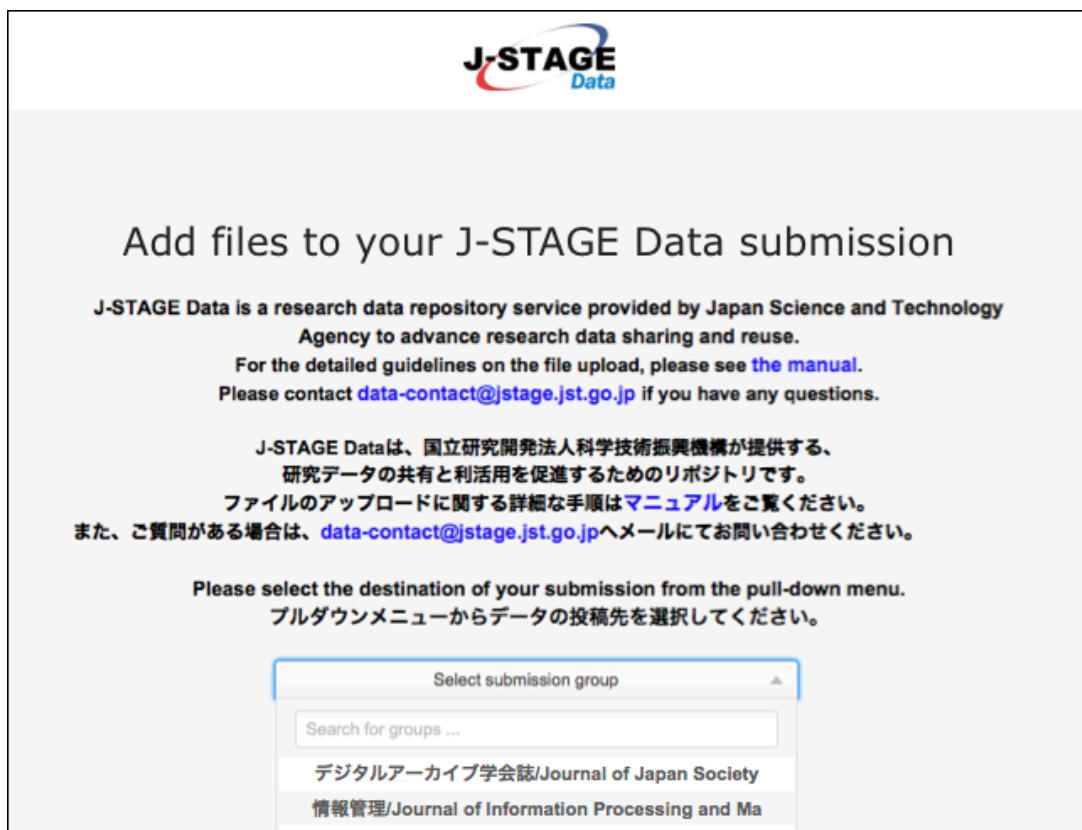 J-STAGE
Data
Add files to your J-STAGE Data submission
J-STAGE Data is a research data repository service provided by Japan Science and Technology
Agency to advance research data sharing and reuse.
For the detailed guidelines on the file upload, please see the manual.
Please contact data-contact@jstage.jst.go.jp if you have any questions.
J-STAGE Dataは、国立研究開発法人科学技術振興機構が提供する、
研究データの共有と利活用を促進するためのリポジトリです。
ファイルのアップロードに関する詳細な手順はマニュアルをご覧ください。
また、ご質問がある場合は、data-contact@jstage.jst.go.jpへメールにてお問い合わせください。
Please select the destination of your submission from the pull-down menu.
プルダウンメニューからデータの投稿先を選択してください。
Select submission group
Search for groups ...
デジタルアーカイブ学会誌/Journal of Japan Society
情報管理/Journal of Information Processing and Ma